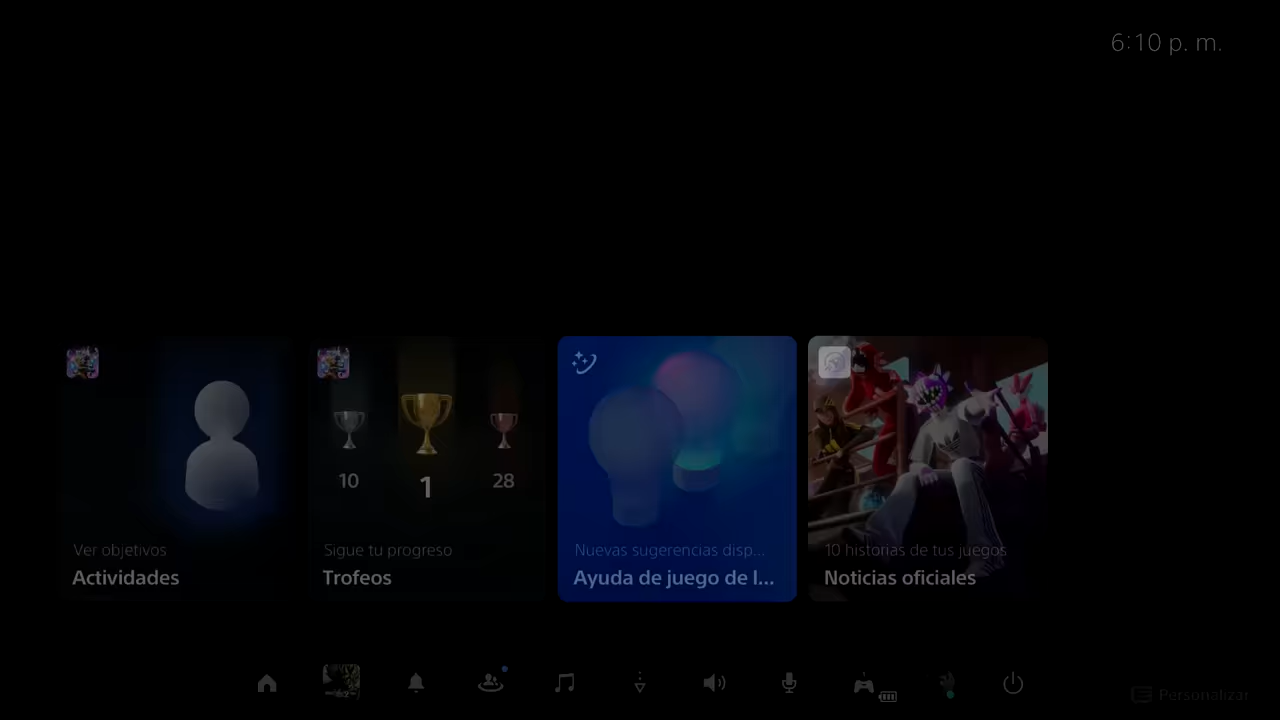 6:10 p. m.
10
1
28
Ver objetivos
Actividades
Sigue tu progreso
Trofeos
Nuevas sugerencias disp...
Ayuda de juego de l...
10 historias de tus juegos
Noticias oficiales
Personalizar